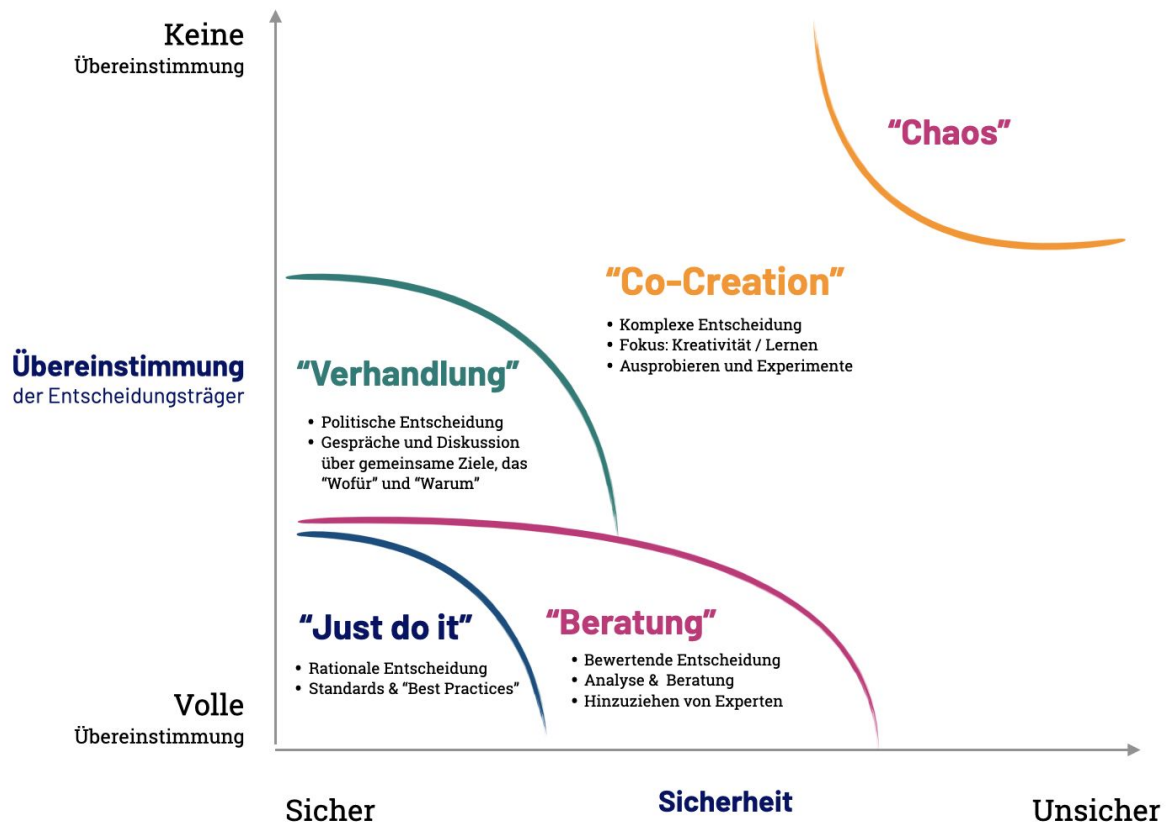 Keine
Übereinstimmung
“Chaos”
“Co-Creation”
• Komplexe Entscheidung
• Fokus: Kreativität / Lernen
• Ausprobieren und Experimente
Übereinstimmung
der Entscheidungsträger
“Verhandlung”
• Politische Entscheidung
• Gespräche und Diskussion
über gemeinsame Ziele, das
“Wofür” und “Warum”
“Just do it”
• Rationale Entscheidung
• Standards & “Best Practices”
“Beratung”
• Bewertende Entscheidung
• Analyse & Beratung
• Hinzuziehen von Experten
Volle
Übereinstimmung
Sicher
Sicherheit
Unsicher